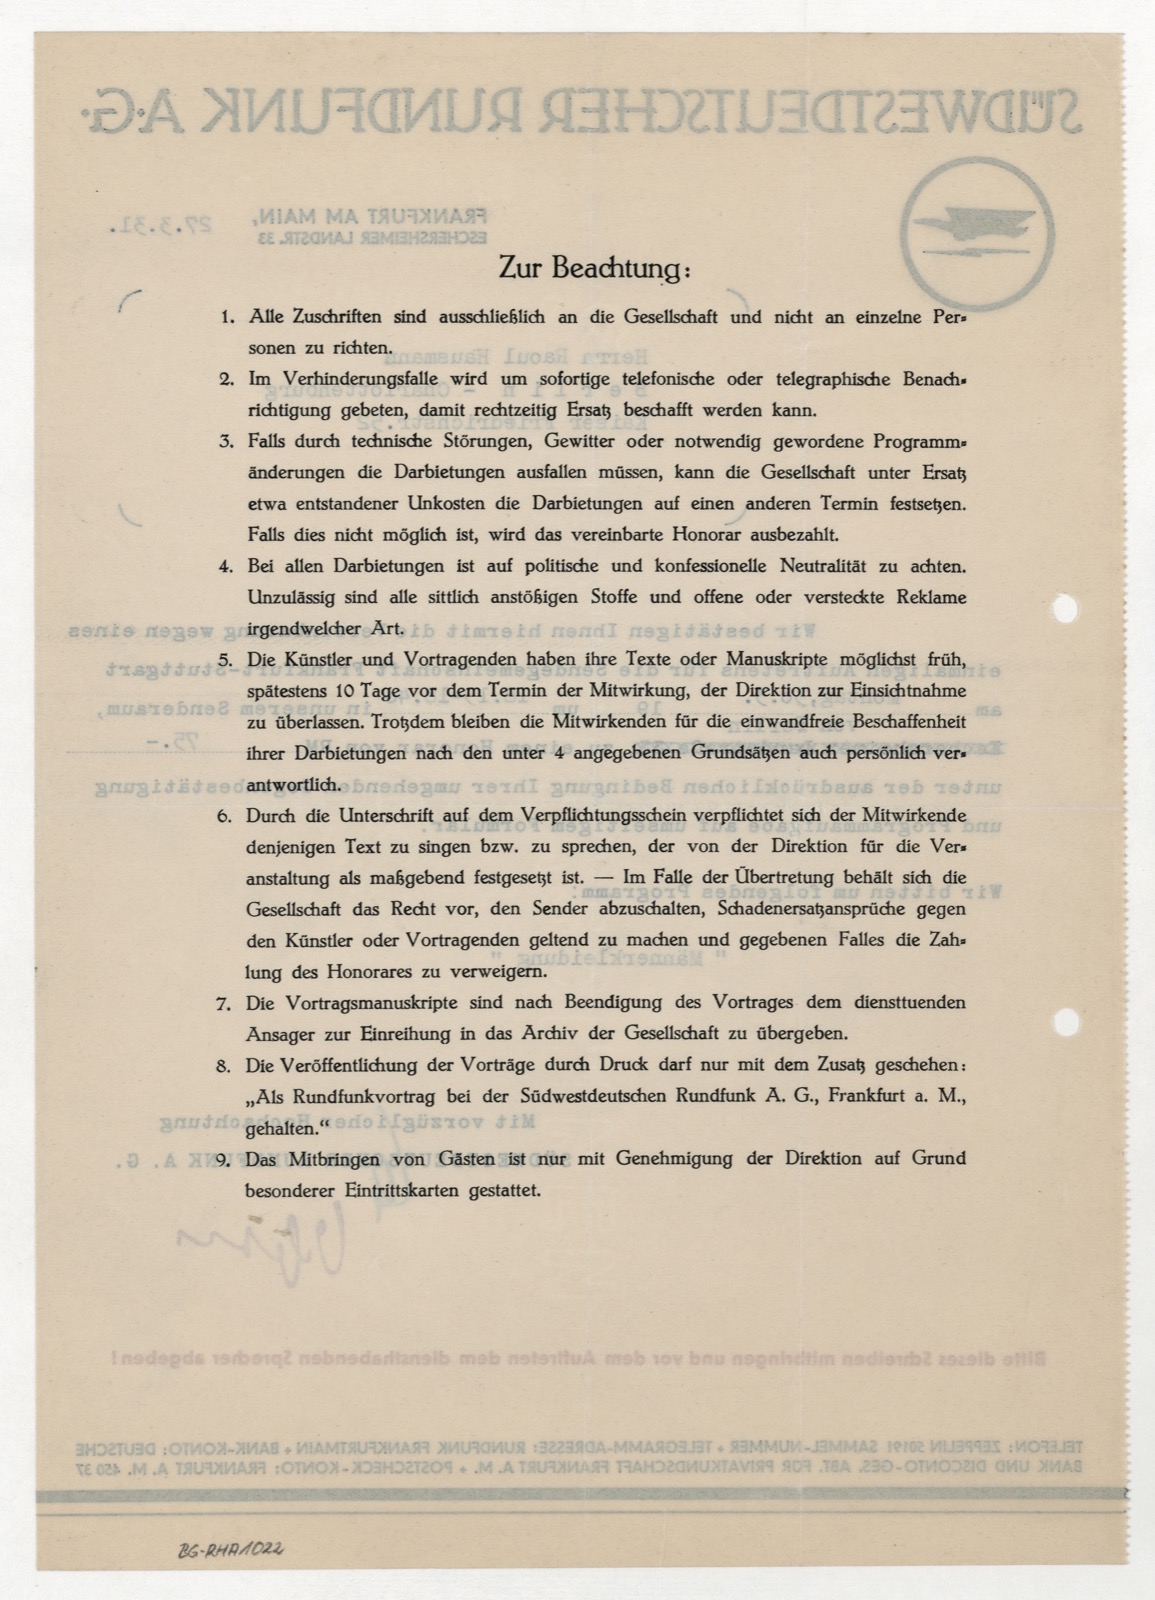 Zur Beachtung:
1. Alle Zuschriften sind ausschließlich an die Gesellschaft und nicht an einzelne Per-
sonen zu richten.
2. Im Verhinderungsfalle wird um sofortige telefonische oder telegraphische Benach-
richtigung gebeten, damit rechtzeitig Ersatz beschafft werden kann.
3. Falls durch technische Störungen, Gewitter oder notwendig gewordene Programm-
änderungen die Darbietungen ausfallen müssen, kann die Gesellschaft unter Ersatz
etwa entstandener Unkosten die Darbietungen auf einen anderen Termin festsetzen.
Falls dies nicht möglich ist, wird das vereinbarte Honorar ausbezahlt.
4. Bei allen Darbietungen ist auf politische und konfessionelle Neutralität zu achten.
Unzulässig sind alle sittlich anstößigen Stoffe und offene oder versteckte Reklame
irgendwelcher Art.
5. Die Künstler und Vortragenden haben ihre Texte oder Manuskripte möglichst früh,
spätestens 10 Tage vor dem Termin der Mitwirkung, der Direktion zur Einsichtnahme
zu überlassen. Trotzdem bleiben die Mitwirkenden für die einwandfreie Beschaffenheit
ihrer Darbietungen nach den unter 4 angegebenen Grundsätzen auch persönlich ver-
antwortlich.
6. Durch die Unterschrift auf dem Verpflichtungsschein verpflichtet sich der Mitwirkende
denjenigen Text zu singen bzw. zu sprechen, der von der Direktion für die Ver-
anstaltung als maßgebend festgesetzt ist. — Im Falle der Übertretung behält sich die
Gesellschaft das Recht vor, den Sender abzuschalten, Schadenersatzansprüche gegen
den Künstler oder Vortragenden geltend zu machen und gegebenen Falles die Zah-
lung des Honorares zu verweigern.
7. Die Vortragsmanuskripte sind nach Beendigung des Vortrages dem diensttuenden
Ansager zur Einreihung in das Archiv der Gesellschaft zu übergeben.
8. Die Veröffentlichung der Vorträge durch Druck darf nur mit dem Zusatz geschehen:
„Als Rundfunkvortrag bei der Südwestdeutschen Rundfunk A. G., Frankfurt a. M.,
gehalten.“
9. Das Mitbringen von Gästen ist nur mit Genehmigung der Direktion auf Grund
besonderer Eintrittskarten gestattet.
BG-RHA1022